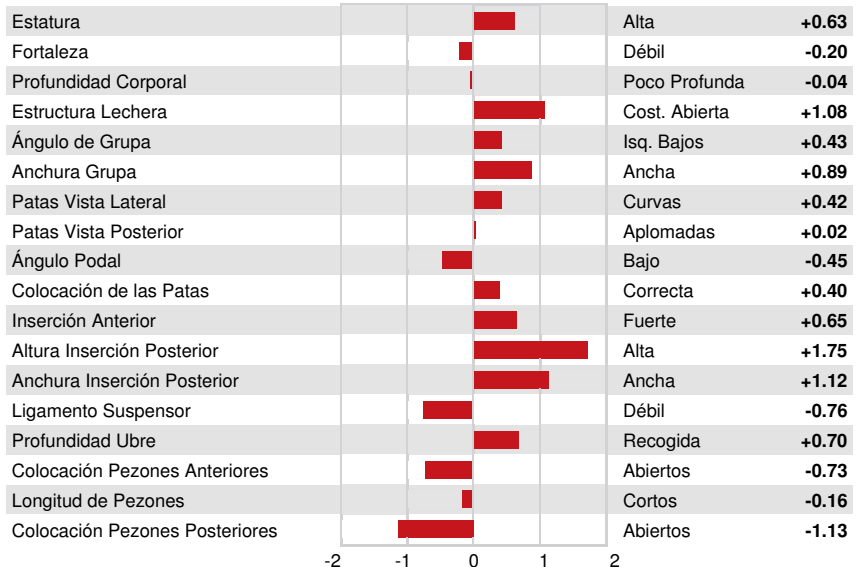 Estatura Alta +0.63
Fortaleza Débil -0.20
Profundidad Corporal Poco Profunda -0.04
Estructura Lechera Cost. Abierta +1.08
Ángulo de Grupa Isq. Bajos +0.43
Anchura Grupa Ancha +0.89
Patas Vista Lateral Curvas +0.42
Patas Vista Posterior Aplomadas +0.02
Ángulo Podal Bajo -0.45
Colocación de las Patas Correcta +0.40
Inserción Anterior Fuerte +0.65
Altura Inserción Posterior Alta +1.75
Anchura Inserción Posterior Ancha +1.12
Ligamento Suspensor Débil -0.76
Profundidad Ubre Recogida +0.70
Colocación Pezones Anteriores Abiertos -0.73
Longitud de Pezones Cortos -0.16
Colocación Pezones Posteriores Abiertos -1.13
-2 -1 0 1 2